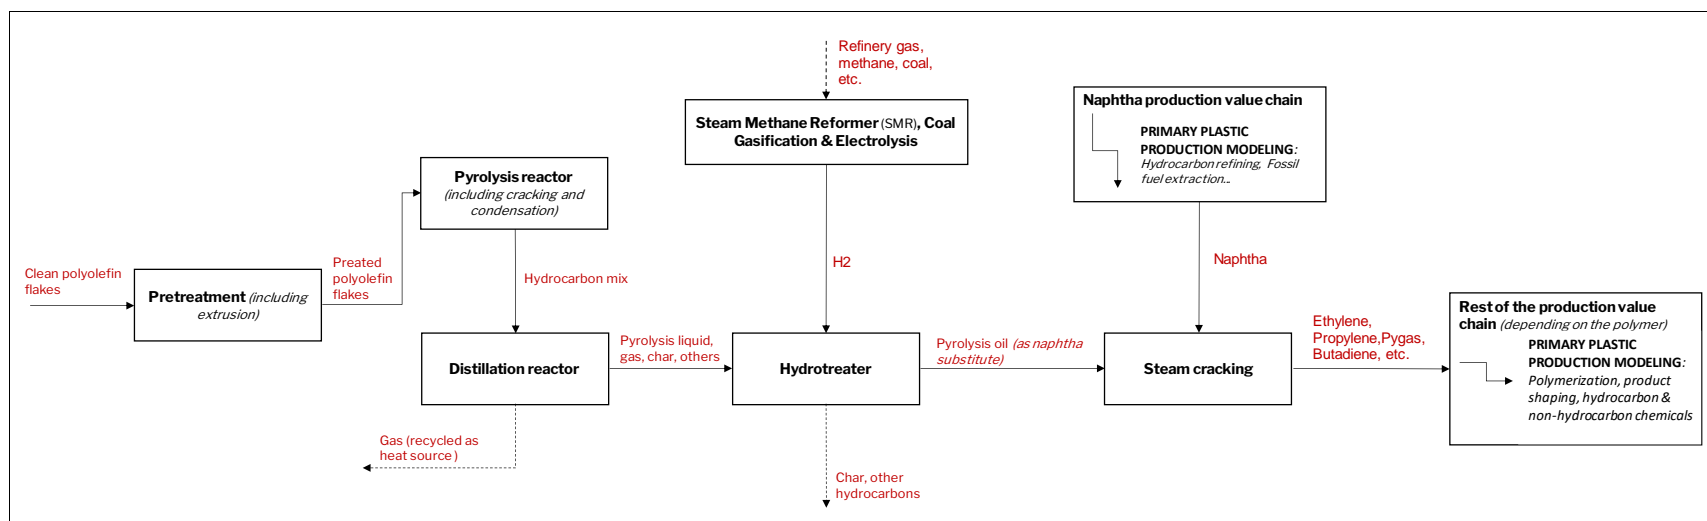 Refinery gas,
methane, coal,
etc.
Steam Methane Reformer (SMR), Coal
Gasification & Electrolysis
Naphtha production value chain
PRIMARY PLASTIC
PRODUCTION MODELING:
Hydrocarbon refining, Fossil
fuel extraction...
Pyrolysis reactor
(including cracking and
condensation)
Clean polyolefin
flakes
Pretreatment (including
extrusion)
Preated
polyolefin
flakes
Hydrocarbon mix
H2
Naphtha
Distillation reactor
Pyrolysis liquid,
gas, char, others
Hydrotreater
Pyrolysis oil (as naphtha
substitute)
Steam cracking
Ethylene,
Propylene,Pygas,
Butadiene, etc.
Rest of the production value
chain (depending on the polymer)
PRIMARY PLASTIC
PRODUCTION MODELING:
Polymerization, product
shaping, hydrocarbon &
non-hydrocarbon chemicals
Gas (recycled as
heat source )
Char, other
hydrocarbons